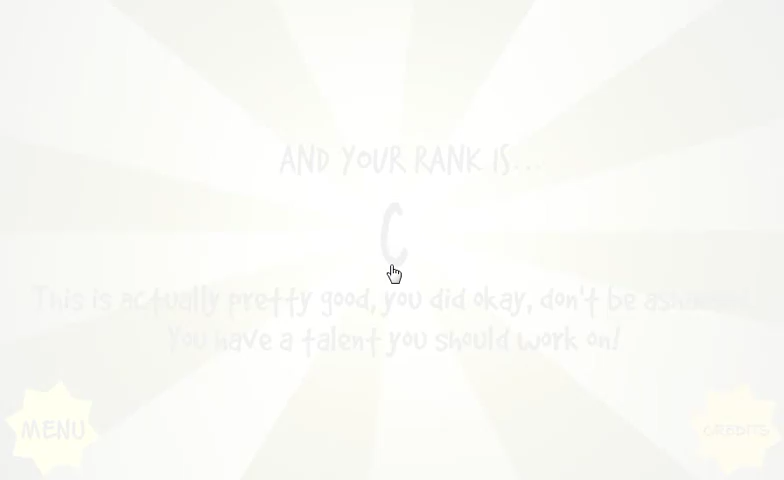 AND YOUR RANK IS...
C
This is actually pretty good, you did okay, don't be ashamed.
You have a talent you should work on!
MENU
CREDITS